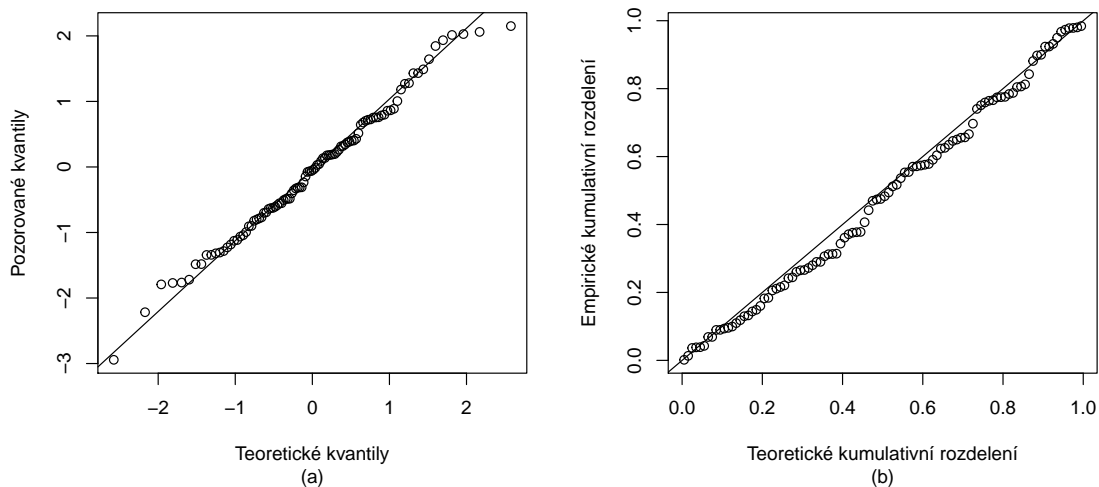 Pozorované kvantily
2
1
0
−1
−2
−3
−2 −1 0 1 2
Teoretické kvantily
(a)
Empirické kumulativní rozdelení
1.0
0.8
0.6
0.4
0.2
0.0
0.0 0.2 0.4 0.6 0.8 1.0
Teoretické kumulativní rozdelení
(b)